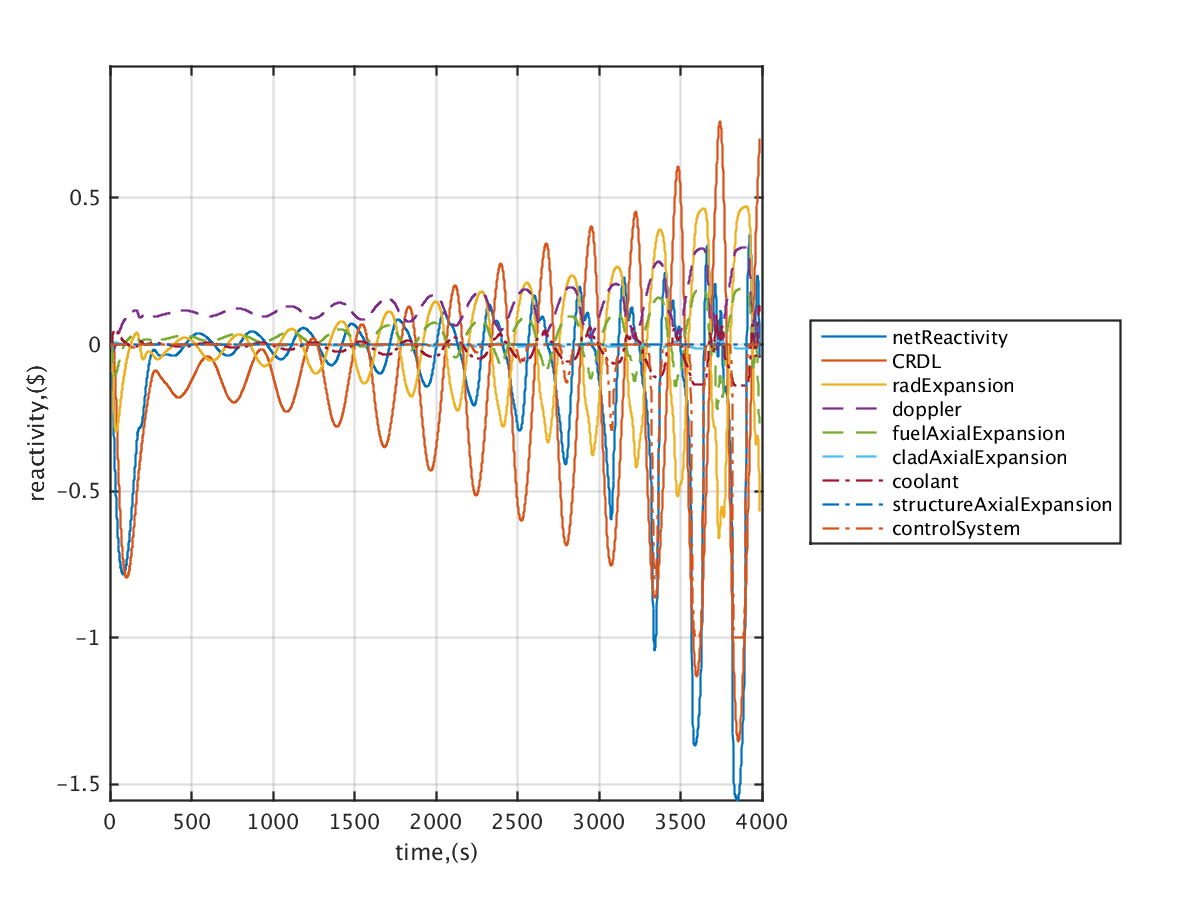 reactivity,($)
0.5
0
−0.5
−1
−1.5
0 500 1000 1500 2000 2500 3000 3500 4000
time,(s)
netReactivity
CRDL
radExpansion
doppler
fuelAxialExpansion
cladAxialExpansion
coolant
structureAxialExpansion
controlSystem